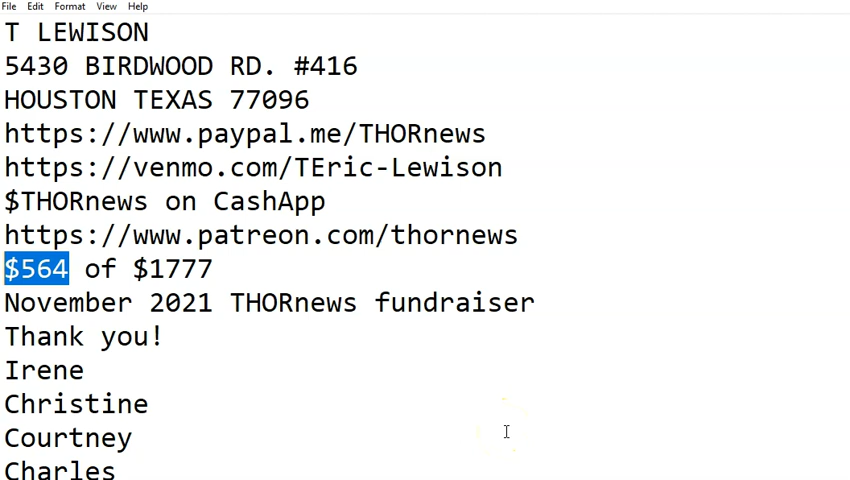 File Edit Format View Help
T LEWISON
5430 BIRDWOOD RD. #416
HOUSTON TEXAS 77096
https://www.paypal.me/THORnews
https://venmo.com/TEric-Lewison
$THORnews on CashApp
https://www.patreon.com/thornews
$564 of $1777
November 2021 THORnews fundraiser
Thank you!
Irene
Christine
Courtney
Charles